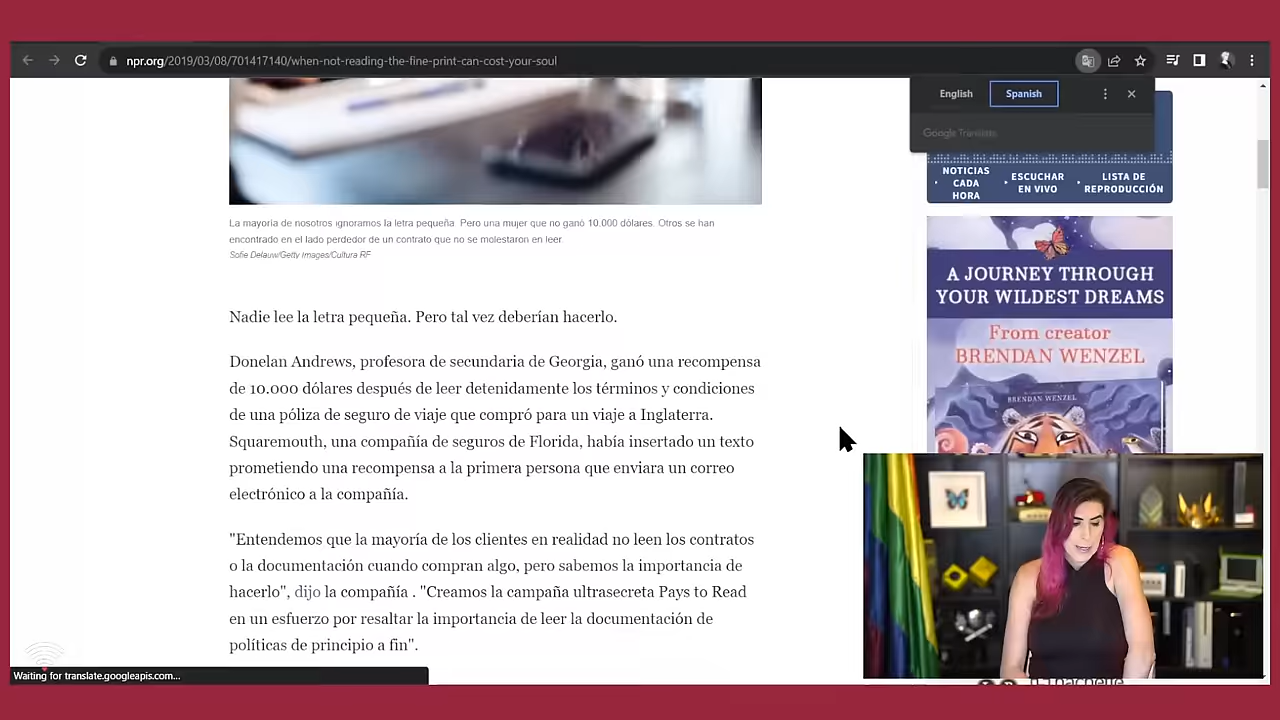 npr.org/2019/03/08/701417140/when-not-reading-the-fine-print-can-cost-your-soul
English
Spanish
Google Translate
NOTICIAS
CADA
HORA
ESCUCHAR
EN VIVO
LISTA DE
REPRODUCCIÓN
La mayoría de nosotros ignoramos la letra pequeña. Pero una mujer que no ganó 10.000 dólares. Otros se han
encontrado en el lado perdedor de un contrato que no se molestaron en leer.
Sofie Delauw/Getty Images/Cultura RF
Nadie lee la letra pequeña. Pero tal vez deberían hacerlo.
Donelan Andrews, profesora de secundaria de Georgia, ganó una recompensa
de 10.000 dólares después de leer detenidamente los términos y condiciones
de una póliza de seguro de viaje que compró para un viaje a Inglaterra.
Squaremouth, una compañía de seguros de Florida, había insertado un texto
prometiendo una recompensa a la primera persona que enviara un correo
electrónico a la compañía.
"Entendemos que la mayoría de los clientes en realidad no leen los contratos
o la documentación cuando compran algo, pero sabemos la importancia de
hacerlo", dijo la compañía . "Creamos la campaña ultrasecreta Pays to Read
en un esfuerzo por resaltar la importancia de leer la documentación de
políticas de principio a fin".
A JOURNEY THROUGH
YOUR WILDEST DREAMS
From creator
BRENDAN WENZEL
BRENDAN WENZEL
Waiting for translate.googleapis.com...